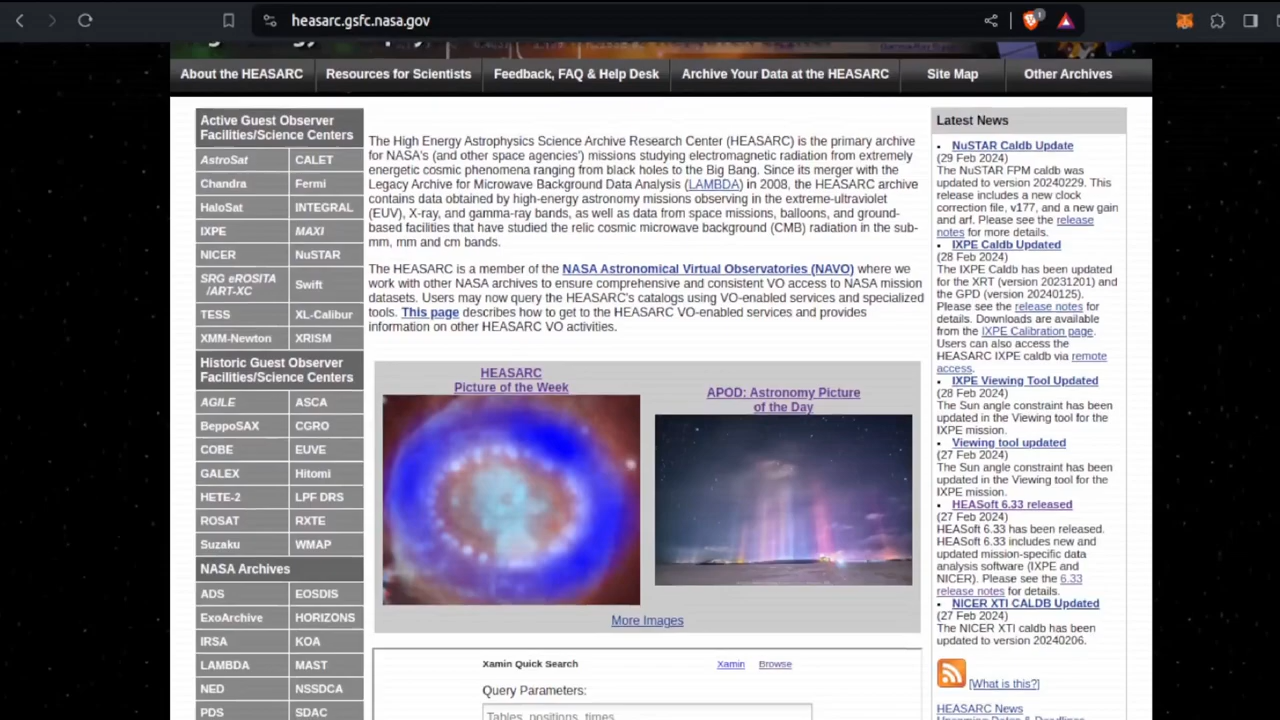 heasarc.gsfc.nasa.gov
1
About the HEASARC
Resources for Scientists
Feedback, FAQ & Help Desk
Archive Your Data at the HEASARC
Site Map
Other Archives
Active Guest Observer
Facilities/Science Centers
AstroSat CALET
Chandra Fermi
HaloSat INTEGRAL
IXPE MAXI
NICER NuSTAR
SRG eROSITA
/ART-XC Swift
TESS XL-Calibur
XMM-Newton XRISM
Historic Guest Observer
Facilities/Science Centers
AGILE ASCA
BeppoSAX CGRO
COBE EUVE
GALEX Hitomi
HETE-2 LPF DRS
ROSAT RXTE
Suzaku WMAP
NASA Archives
ADS EOSDIS
ExoArchive HORIZONS
IRSA KOA
LAMBDA MAST
NED NSSDCA
PDS SDAC
The High Energy Astrophysics Science Archive Research Center (HEASARC) is the primary archive
for NASA's (and other space agencies') missions studying electromagnetic radiation from extremely
energetic cosmic phenomena ranging from black holes to the Big Bang. Since its merger with the
Legacy Archive for Microwave Background Data Analysis (LAMBDA) in 2008, the HEASARC archive
contains data obtained by high-energy astronomy missions observing in the extreme-ultraviolet
(EUV), X-ray, and gamma-ray bands, as well as data from space missions, balloons, and ground-
based facilities that have studied the relic cosmic microwave background (CMB) radiation in the sub-
mm, mm and cm bands.
The HEASARC is a member of the NASA Astronomical Virtual Observatories (NAVO) where we
work with other NASA archives to ensure comprehensive and consistent VO access to NASA mission
datasets. Users may now query the HEASARC's catalogs using VO-enabled services and specialized
tools. This page describes how to get to the HEASARC VO-enabled services and provides
information on other HEASARC VO activities.
HEASARC
Picture of the Week
APOD: Astronomy Picture
of the Day
More Images
Xamin Quick Search
Xamin
Browse
Query Parameters:
Tables, positions, times
Latest News
• NuSTAR Caldb Update
(29 Feb 2024)
The NuSTAR FPM caldb was
updated to version 20240229. This
release includes a new clock
correction file, v177, and a new gain
and arf. Please see the release
notes for more details.
• IXPE Caldb Updated
(28 Feb 2024)
The IXPE Caldb has been updated
for the XRT (version 20231201) and
the GPD (version 20240125).
Please see the release notes for
details. Downloads are available
from the IXPE Calibration page.
Users can also access the
HEASARC IXPE caldb via remote
access.
• IXPE Viewing Tool Updated
(28 Feb 2024)
The Sun angle constraint has been
updated in the Viewing tool for the
IXPE mission.
• Viewing tool updated
(27 Feb 2024)
The Sun angle constraint has been
updated in the Viewing tool for the
IXPE mission.
• HEASoft 6.33 released
(27 Feb 2024)
HEASoft 6.33 has been released.
HEASoft 6.33 includes new and
updated mission-specific data
analysis software (IXPE and
NICER). Please see the 6.33
release notes for details.
• NICER XTI CALDB Updated
(27 Feb 2024)
The NICER XTI caldb has been
updated to version 20240206.
[What is this?]
HEASARC News